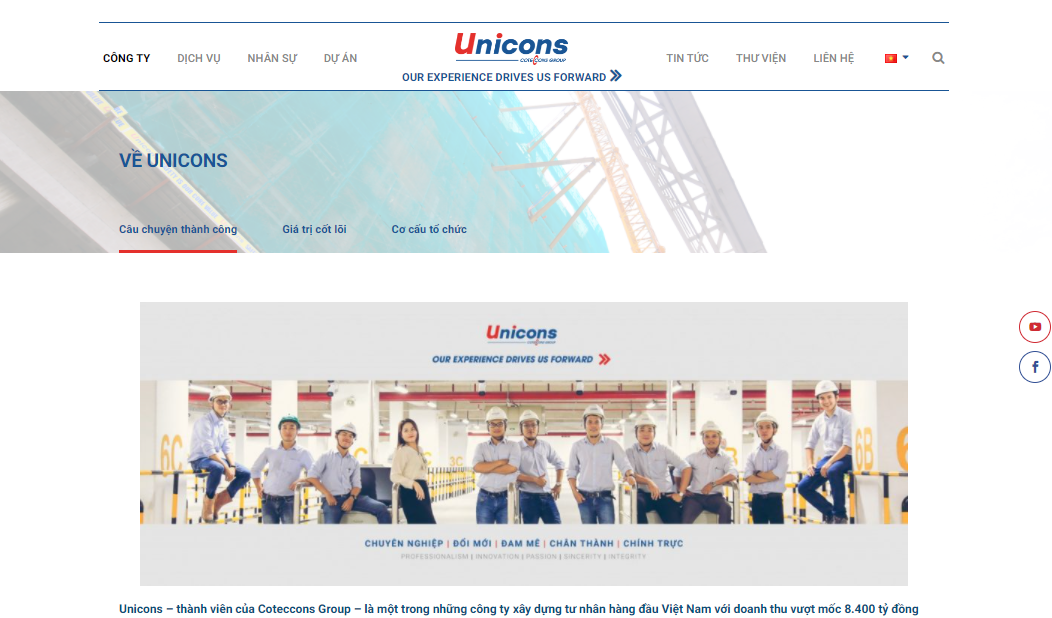 CÔNG TY
DỊCH VỤ
NHÂN SỰ
DỰ ÁN
Unicons
COTECCONS GROUP
OUR EXPERIENCE DRIVES US FORWARD
TIN TỨC
THƯ VIỆN
LIÊN HỆ
VỀ UNICONS
Câu chuyện thành công
Giá trị cốt lõi
Cơ cấu tổ chức
Unicons
COTECCONS GROUP
OUR EXPERIENCE DRIVES US FORWARD
6C
3C
6B
6
CHUYÊN NGHIỆP | ĐỔI MỚI | ĐAM MÊ | CHÂN THÀNH | CHÍNH TRỰC
PROFESSIONALISM | INNOVATION | PASSION | SINCERITY | INTEGRITY
Unicons – thành viên của Coteccons Group – là một trong những công ty xây dựng tư nhân hàng đầu Việt Nam với doanh thu vượt mốc 8.400 tỷ đồng